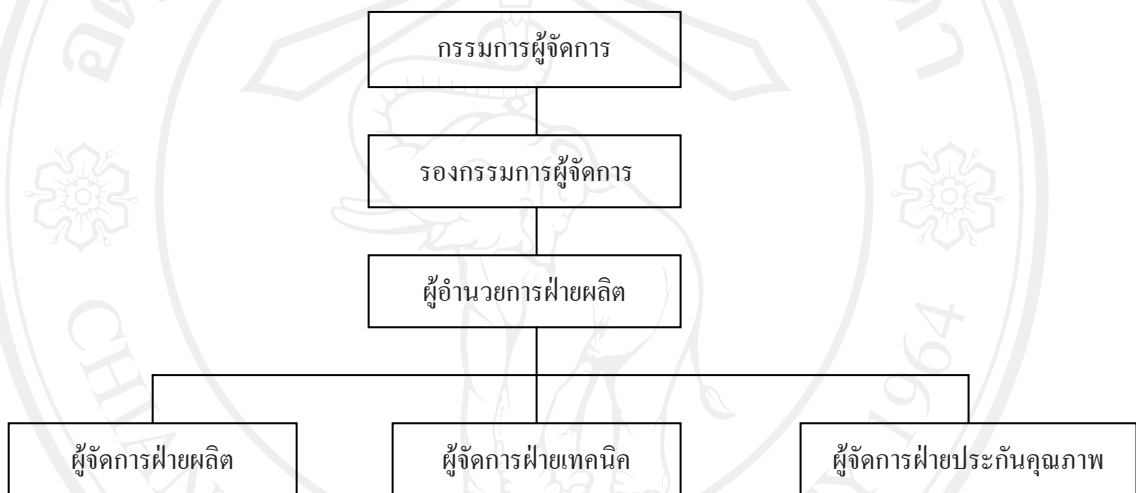 กรรมการผู้จัดการ
รองกรรมการผู้จัดการ
ผู้อำนวยการฝ่ายผลิต
ผู้จัดการฝ่ายผลิต
ผู้จัดการฝ่ายเทคนิค
ผู้จัดการฝ่ายประกันคุณภาพ
1964